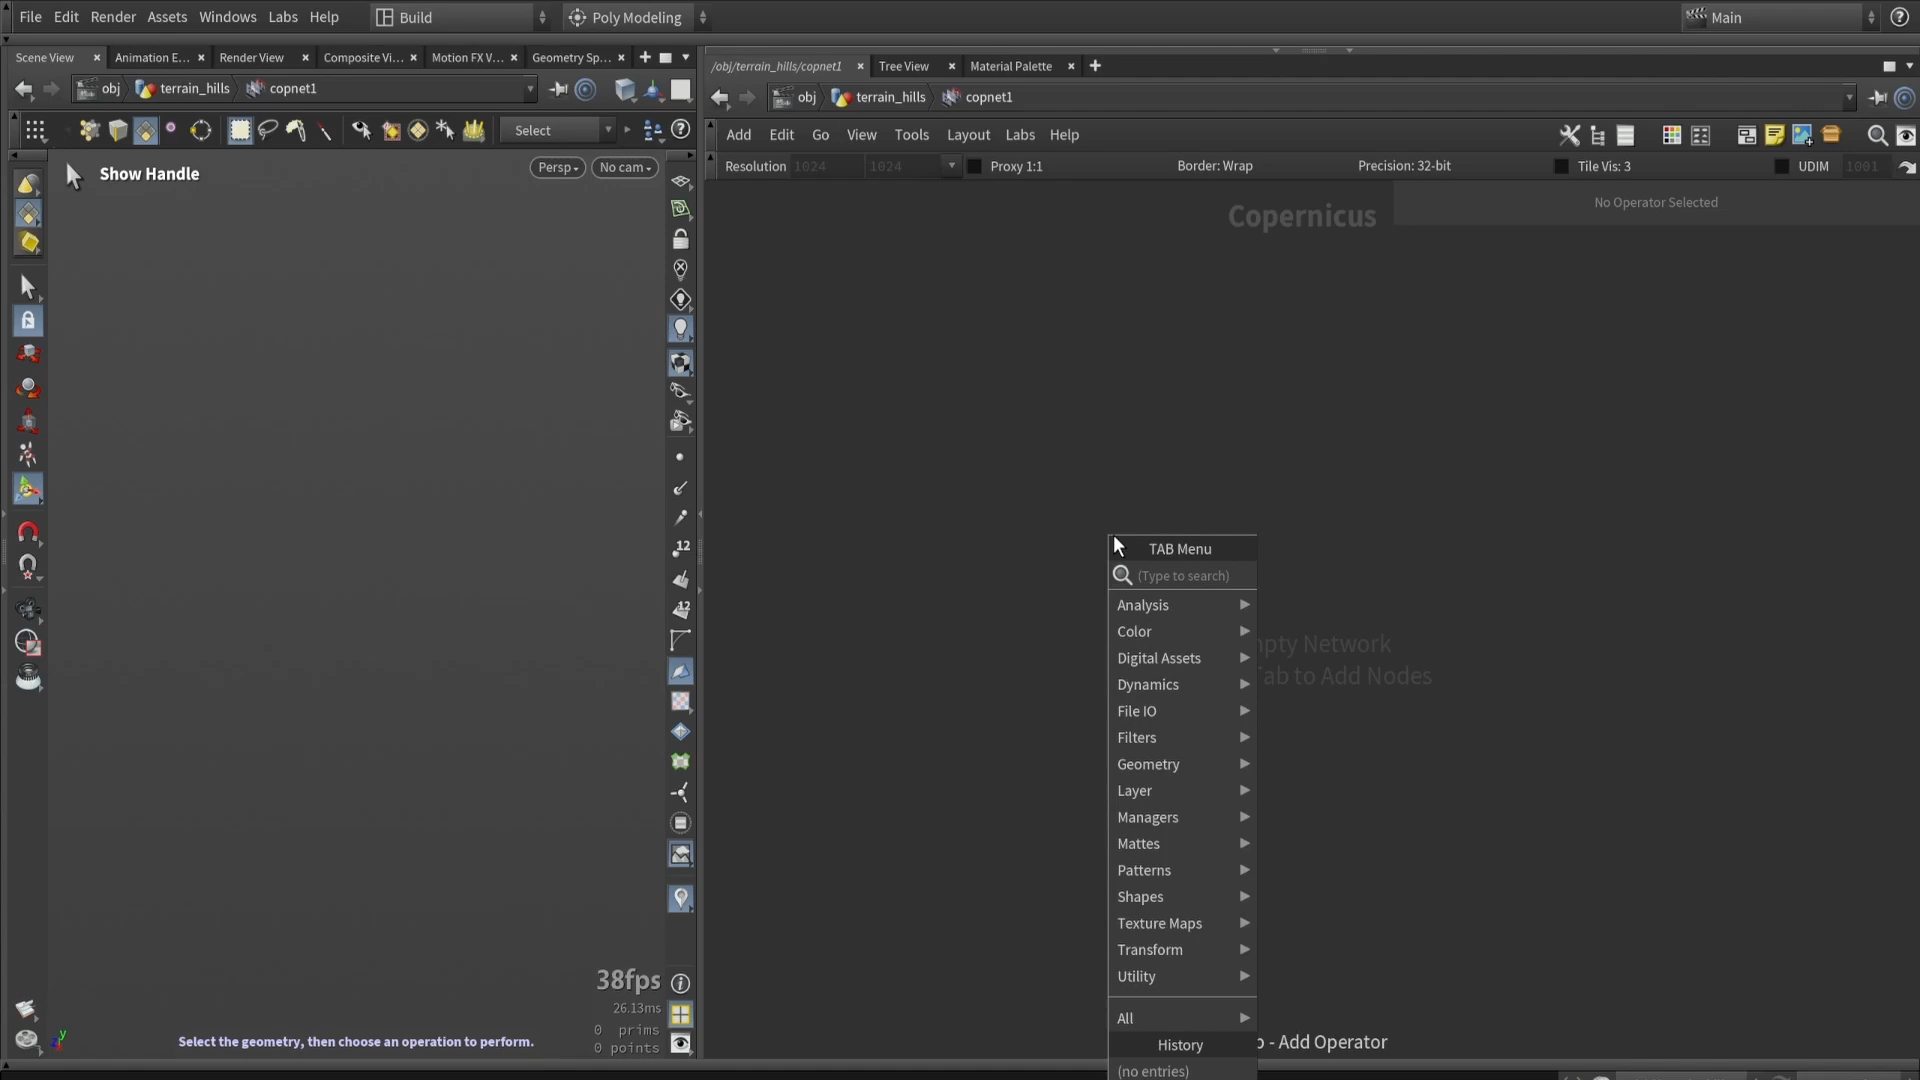 File Edit Render Assets Windows Labs Help Build Poly Modeling Main
Scene View Animation E... Render View Composite Vi... Motion FX V... Geometry Sp...
obj terrain_hills copnet1
Select
Show Handle
Persp No cam
12
12
38fps
26.13ms
0 prims
0 points
Select the geometry, then choose an operation to perform.
/obj/terrain_hills/copnet1 Tree View Material Palette
obj terrain_hills copnet1
Add Edit Go View Tools Layout Labs Help
Resolution 1024 1024 Proxy 1:1 Border: Wrap Precision: 32-bit Tile Vis: 3 UDIM 1001
No Operator Selected
Copernicus
TAB Menu
(Type to search)
Analysis
Color
Digital Assets
Dynamics
File IO
Filters
Geometry
Layer
Managers
Mattes
Patterns
Shapes
Texture Maps
Transform
Utility
All
History
(no entries)
Network
to Add Nodes
- Add Operator